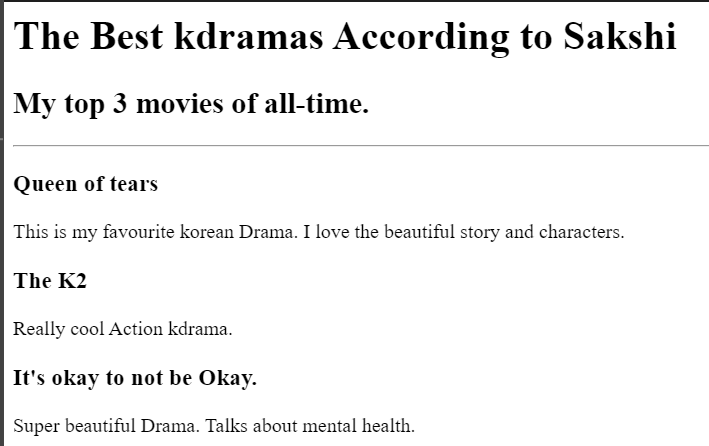 The Best kdramas According to Sakshi
My top 3 movies of all-time.
Queen of tears
This is my favourite korean Drama. I love the beautiful story and characters.
The K2
Really cool Action kdrama.
It's okay to not be Okay.
Super beautiful Drama. Talks about mental health.